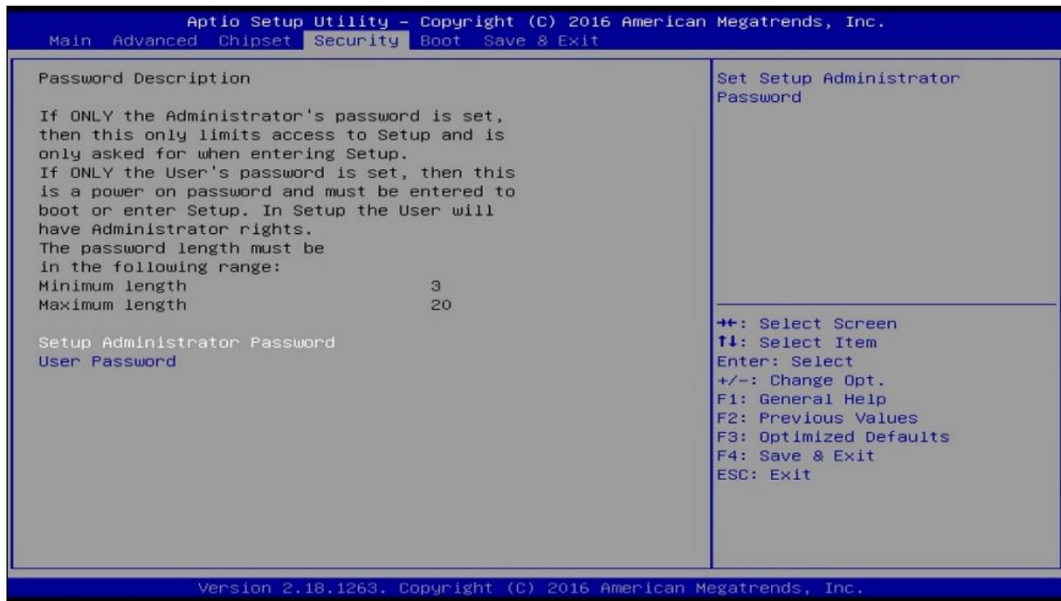 Aptio Setup Utility – Copyright (C) 2016 American Megatrends, Inc.
Main Advanced Chipset Security Boot Save & Exit
Password Description
If ONLY the Administrator's password is set,
then this only limits access to Setup and is
only asked for when entering Setup.
If ONLY the User's password is set, then this
is a power on password and must be entered to
boot or enter Setup. In Setup the User will
have Administrator rights.
The password length must be
in the following range:
Minimum length 3
Maximum length 20
Setup Administrator Password
User Password
Set Setup Administrator
Password
→←: Select Screen
↑↓: Select Item
Enter: Select
+/-: Change Opt.
F1: General Help
F2: Previous Values
F3: Optimized Defaults
F4: Save & Exit
ESC: Exit
Version 2.18.1263. Copyright (C) 2016 American Megatrends, Inc.